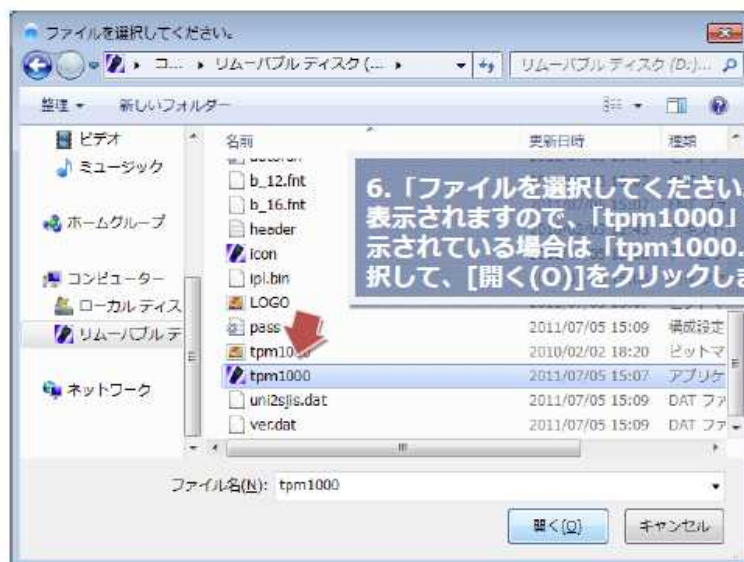 ファイルを選択してください。
コ... リムーバブル ディスク (...
リムーバブル ディスク (D:)...
整理 新しいフォルダー
名前 更新日時 種類
ビデオ
ミュージック
ホームグループ
コンピューター
ローカル ディス
リムーバブル デ
ネットワーク
b_12.fnt
b_16.fnt
header
icon
ipl.bin
LOGO
pass 2011/07/05 15:09 構成設定
tpm1000 2010/02/02 18:20 ビットマ
tpm1000 2011/07/05 15:07 アプリケ
uni2sjis.dat 2011/07/05 15:09 DAT ファ
ver.dat 2011/07/05 15:09 DAT ファ
6.「ファイルを選択してください
表示されますので、「tpm1000」
示されている場合は「tpm1000.
択して、[開く(O)]をクリックしま
ファイル名(N): tpm1000
開く(O) キャンセル